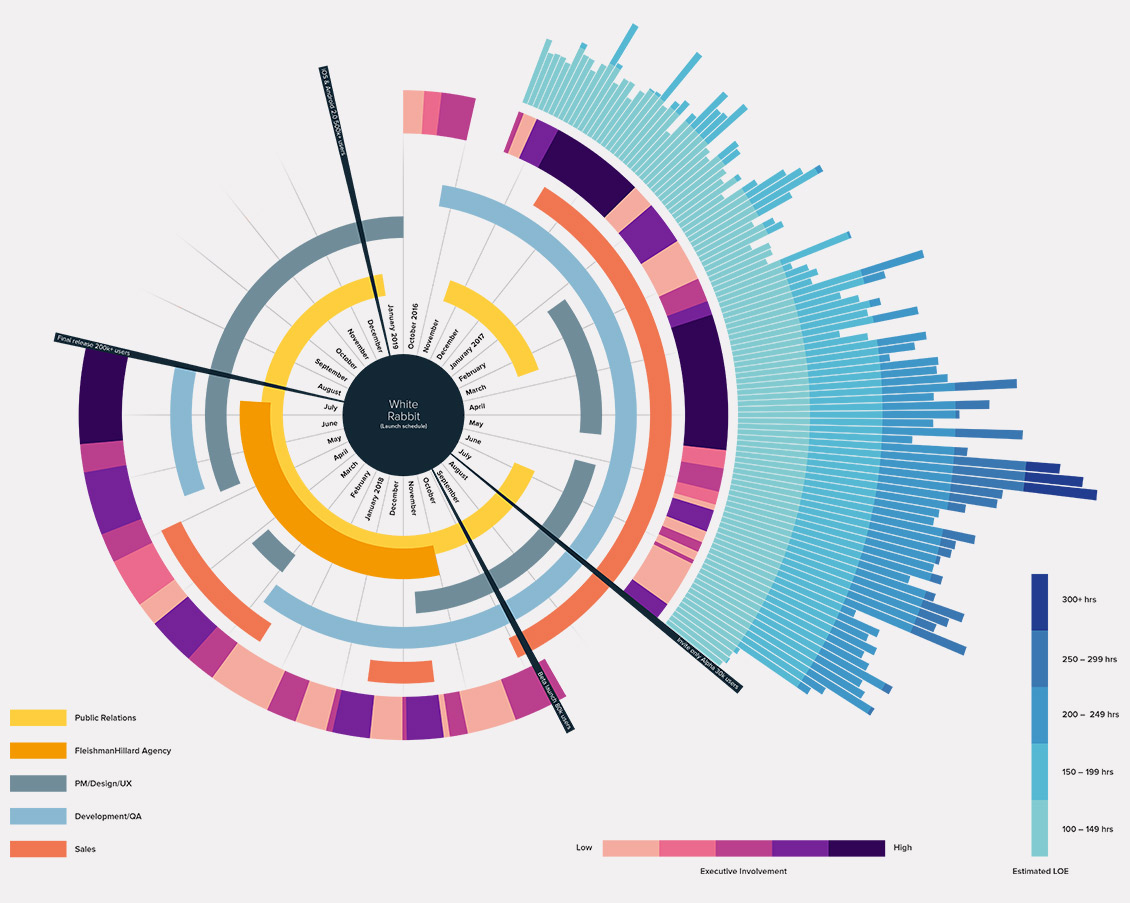 iOS & Android 2.0 500k+ users
Final release 200k+ users
White
Rabbit
(Launch schedule)
October 2016
November
December
January 2017
February
March
April
May
June
July
August
September
October
November
December
January 2018
February
March
April
May
June
July
August
September
October
November
December
January 2019
Invite only Alpha 30k users
Beta launch 80k users
Public Relations
FleishmanHillard Agency
PM/Design/UX
Development/QA
Sales
Low
High
Executive Involvement
300+ hrs
250 – 299 hrs
200 – 249 hrs
150 – 199 hrs
100 – 149 hrs
Estimated LOE